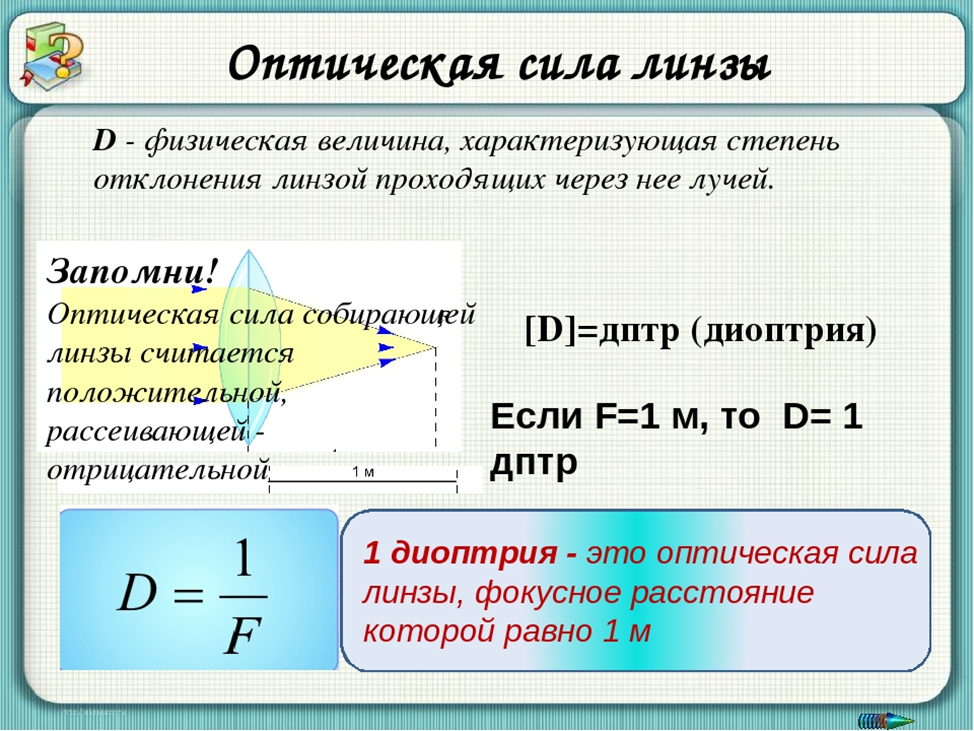 Оптическая сила линзы
D - физическая величина, характеризующая степень
отклонения линзой проходящих через нее лучей.
Запомни!
Оптическая сила собирающей
линзы считается
положительной,
рассеивающей -
отрицательной
F
1 м
[D]=дптр (диоптрия)
Если F=1 м, то D= 1
дптр
D = 1/F
1 диоптрия - это оптическая сила
линзы, фокусное расстояние
которой равно 1 м